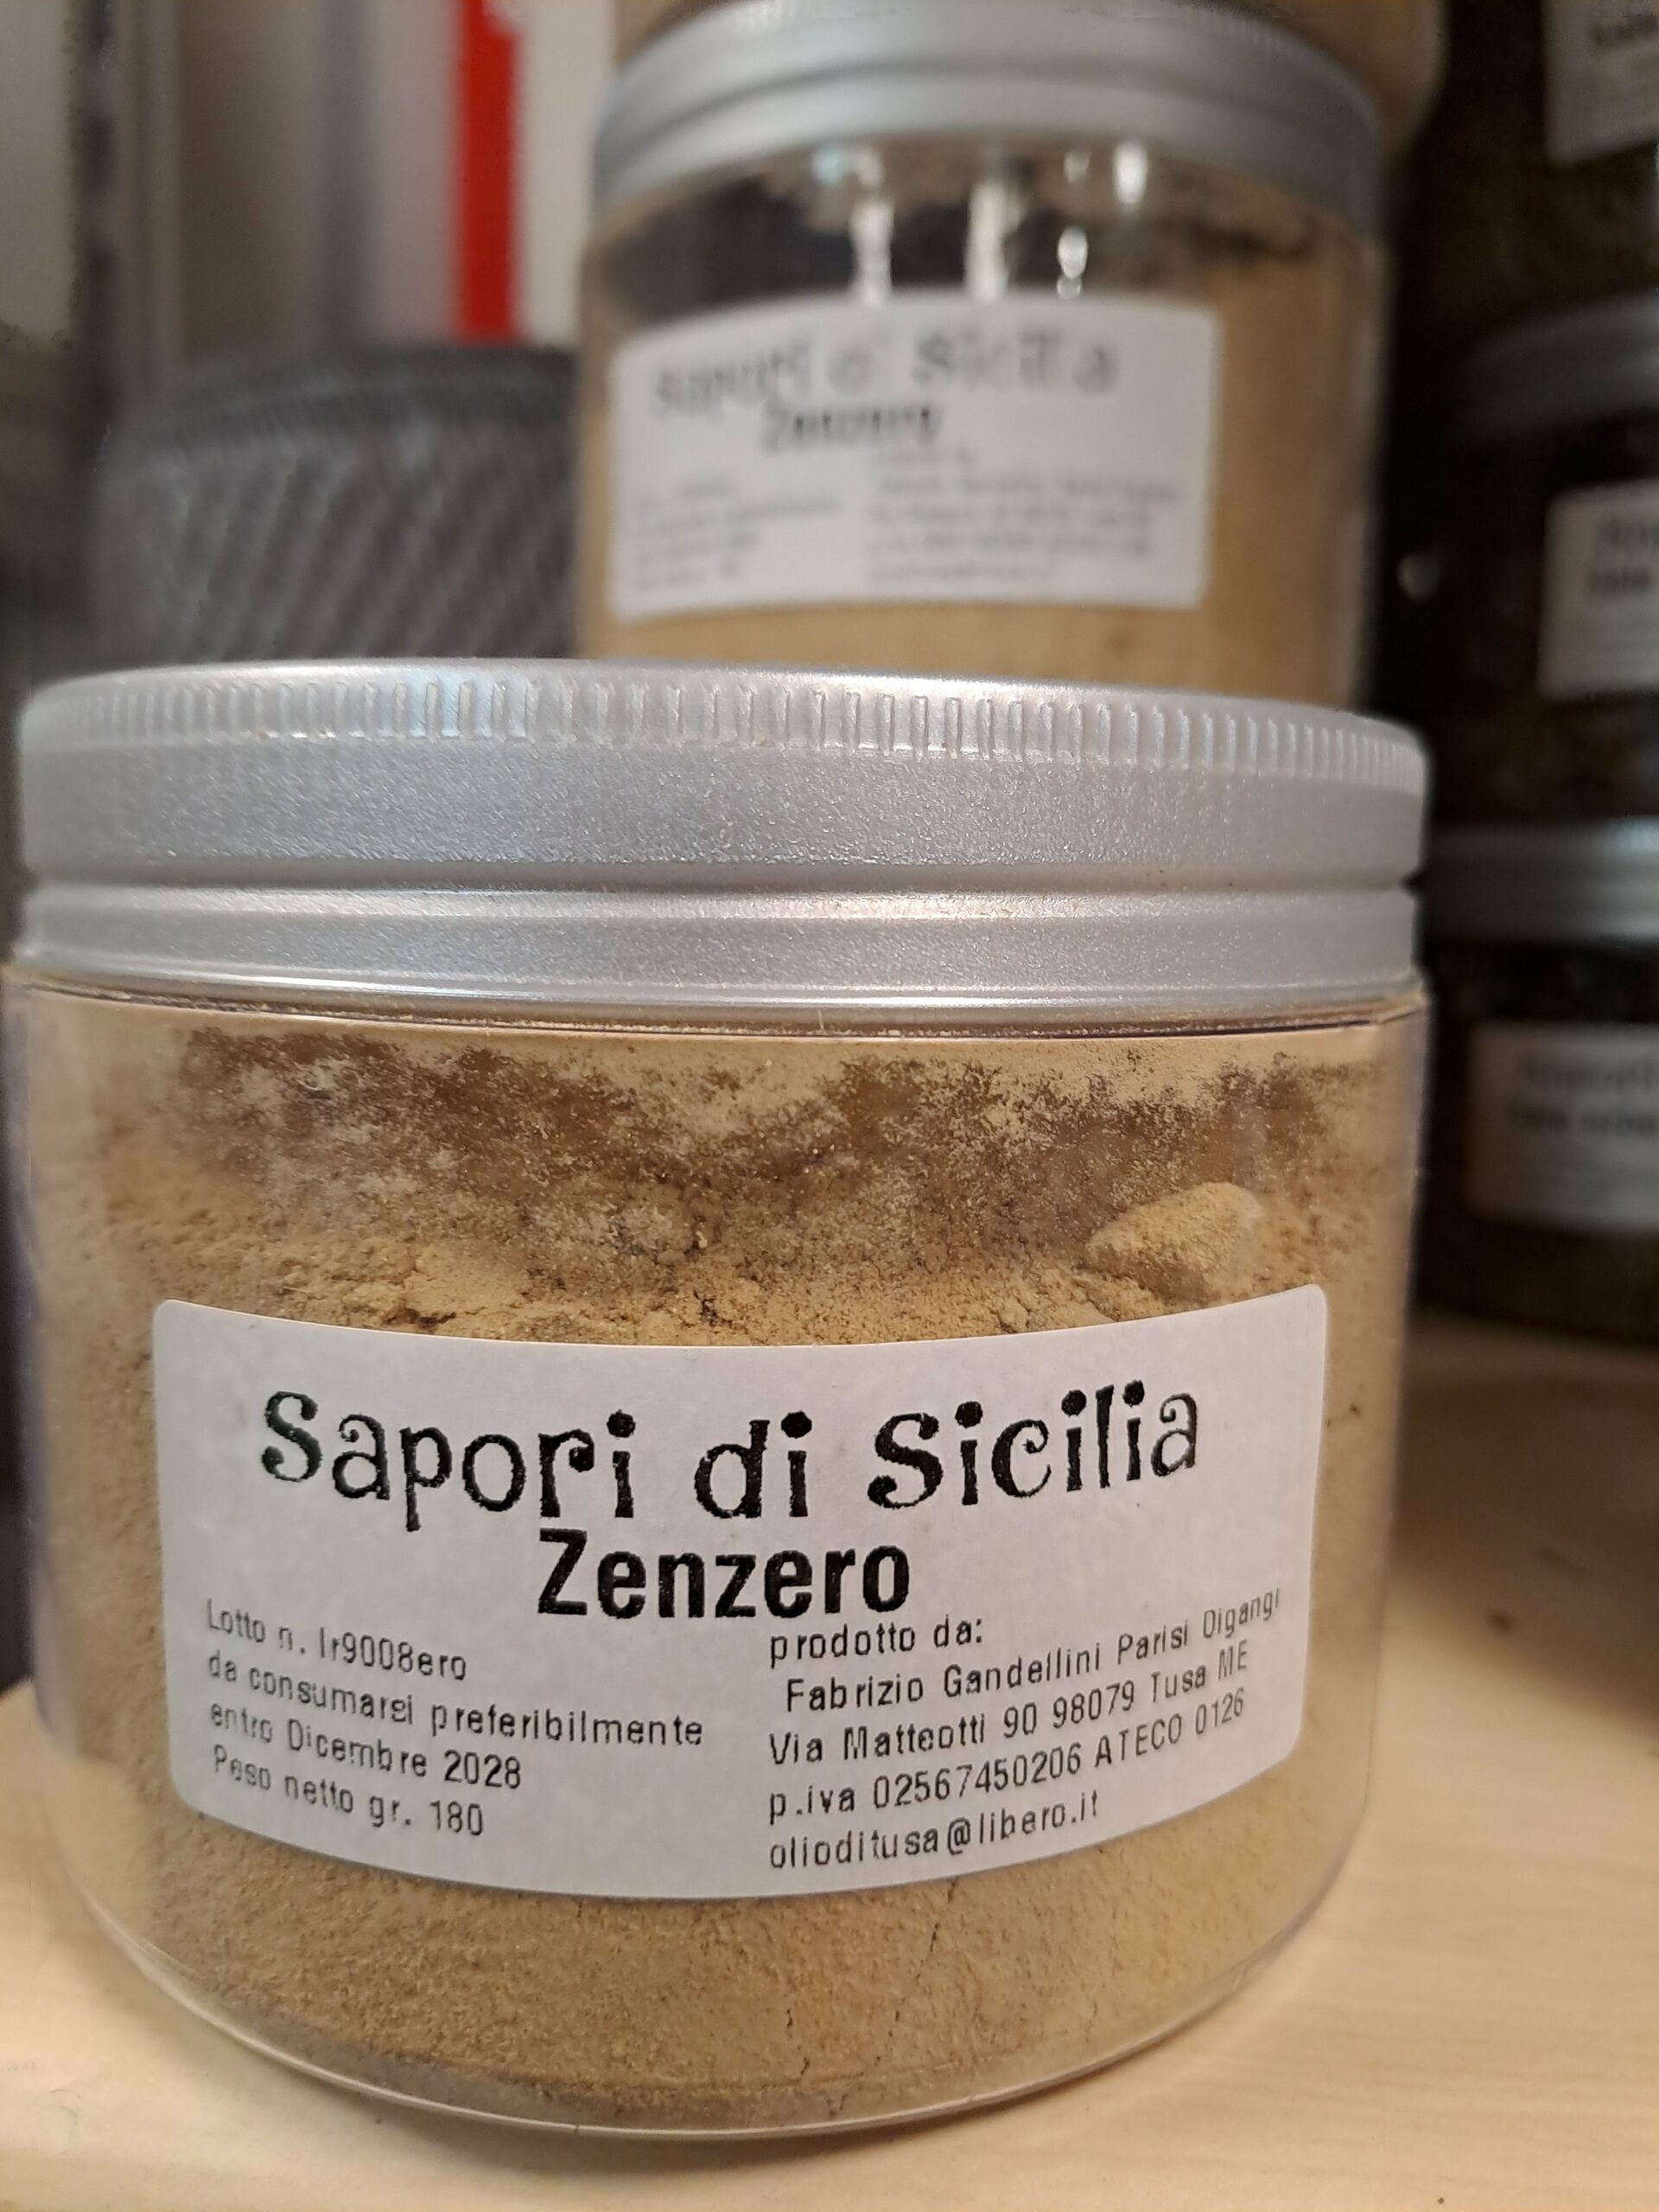 Sapori di Sicilia
Zenzero
Sapori di Sicilia
Zenzero
Lotto n. lr9008ero
da consumarsi preferibilmente
entro Dicembre 2028
Peso netto gr. 180
prodotto da:
Fabrizio Gandellini Parisi Digangi
Via Matteotti 90 98079 Tusa ME
p.iva 02567450206 ATECO 0126
olioditusa@libero.it